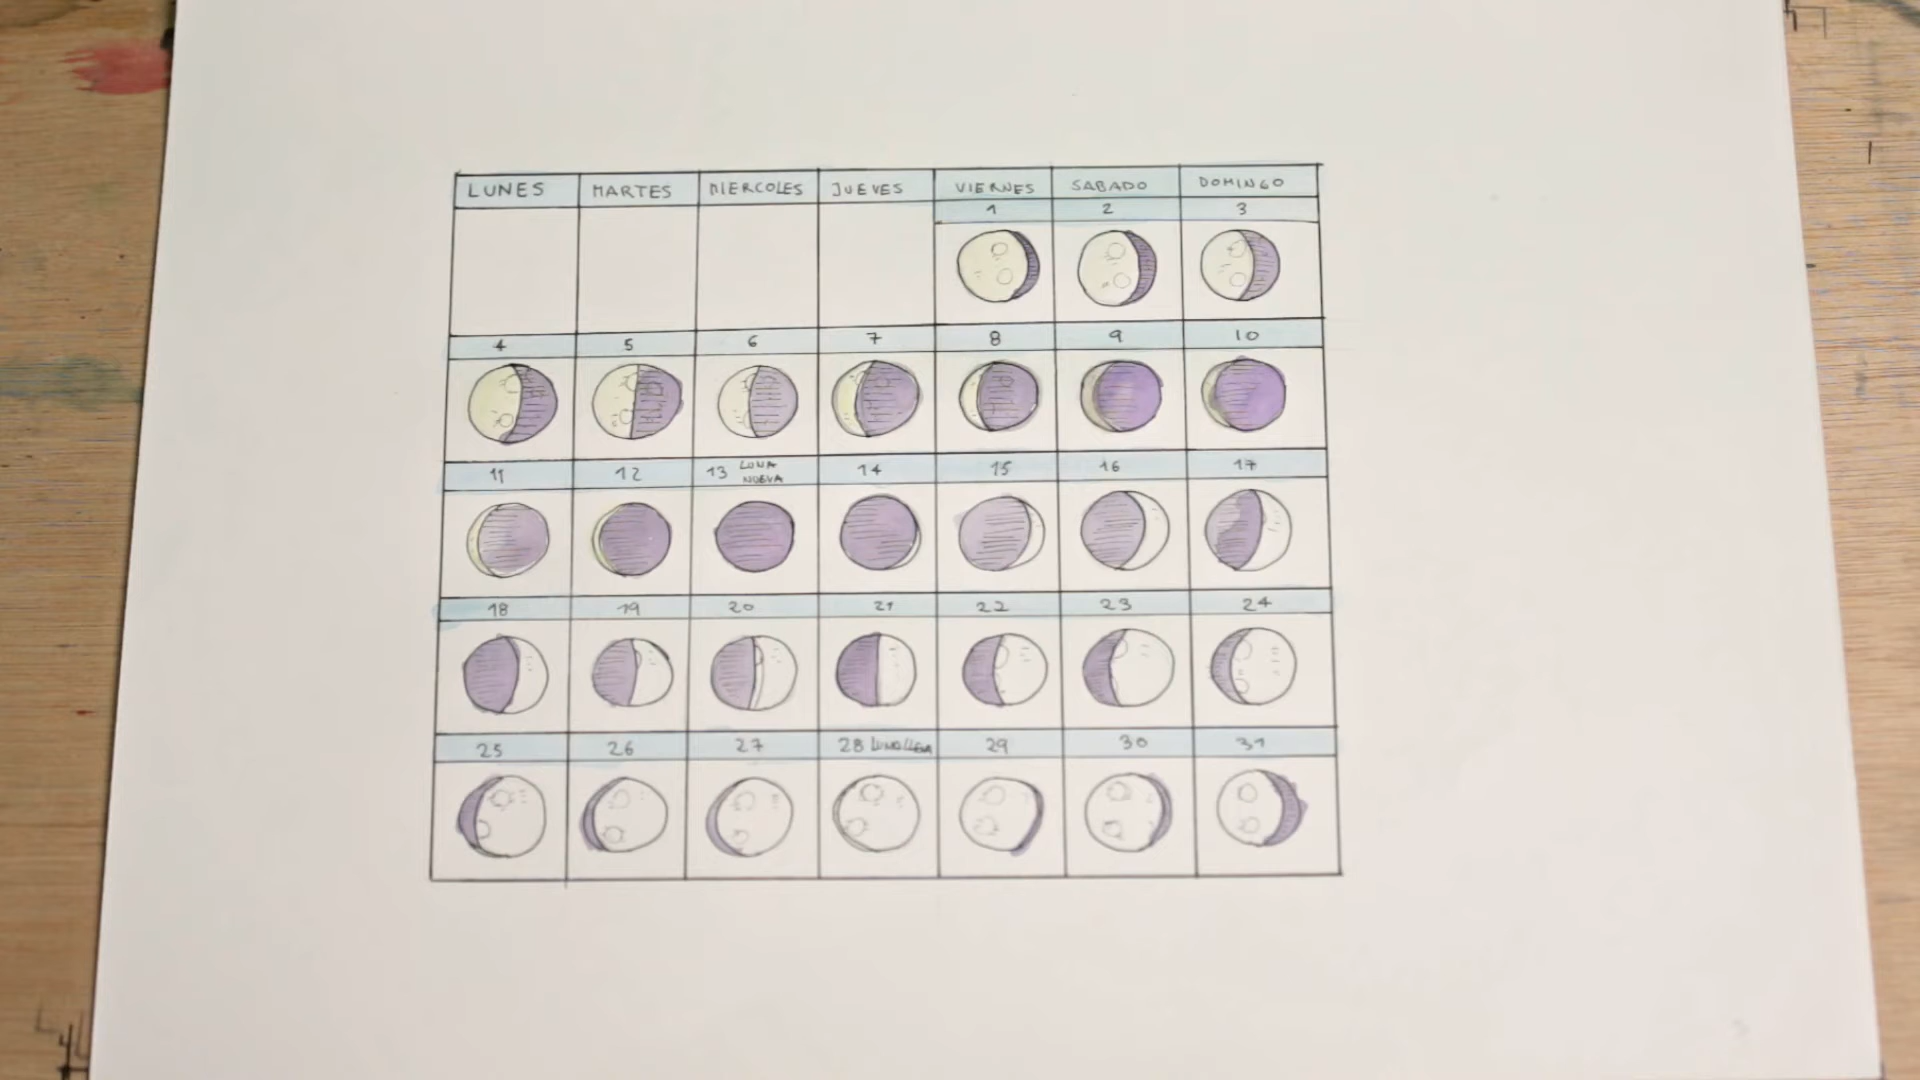 LUNES MARTES MIERCOLES JUEVES VIERNES SABADO DOMINGO
1 2 3
4 5 6 7 8 9 10
11 12 13 LUNA NUEVA 14 15 16 17
18 19 20 21 22 23 24
25 26 27 28 LUNA LLENA 29 30 31